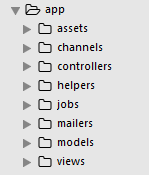 app
assets
channels
controllers
helpers
jobs
mailers
models
views